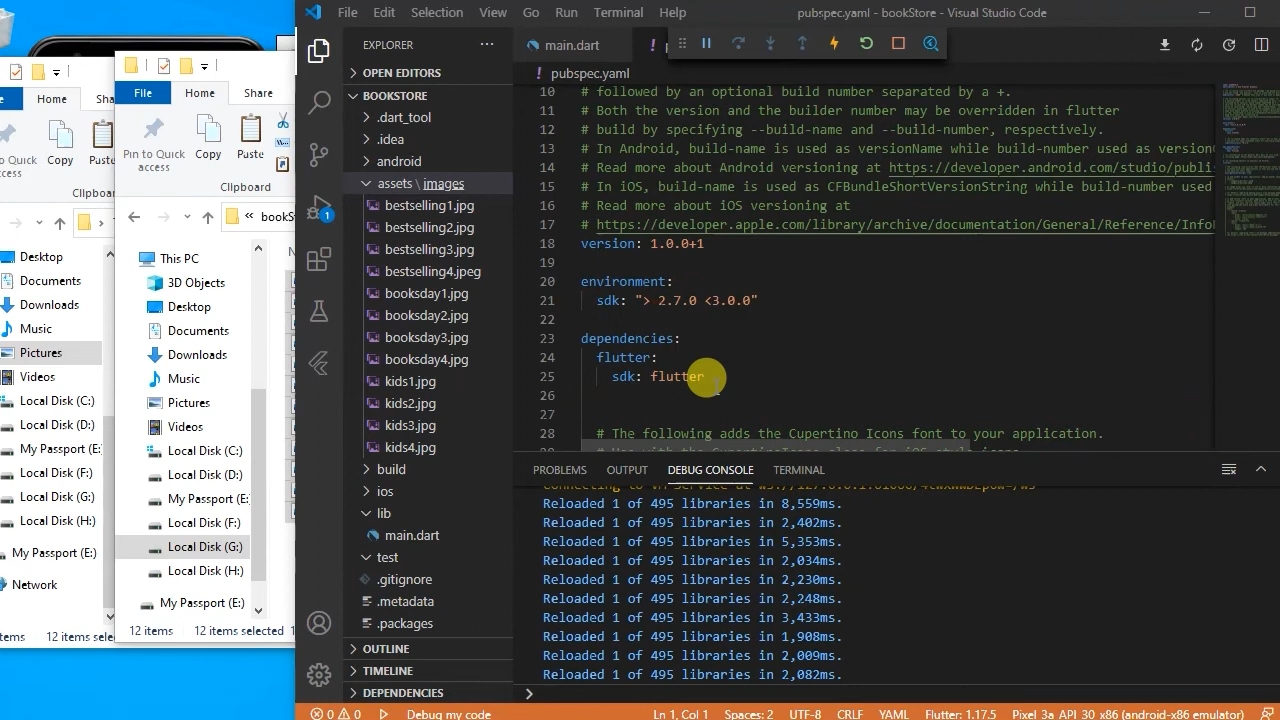 File Edit Selection View Go Run Terminal Help pubspec.yaml - bookStore - Visual Studio Code
Home
Copy
Quick
access
Desktop
Documents
Downloads
Music
Pictures
Videos
Local Disk (C:)
Local Disk (D:)
My Passport (E:
Local Disk (F:)
Local Disk (G:)
Local Disk (H:)
My Passport (E:)
Network
File Home Share
Pin to Quick
access
Copy
Paste
Clipboard
This PC
3D Objects
Desktop
Documents
Downloads
Music
Pictures
Videos
Local Disk (C:)
Local Disk (D:)
My Passport (E:
Local Disk (F:)
Local Disk (G:)
Local Disk (H:)
My Passport (E:)
12 items 12 items selected
EXPLORER
OPEN EDITORS
BOOKSTORE
.dart_tool
.idea
android
assets \ images
bestselling1.jpg
bestselling2.jpg
bestselling3.jpg
bestselling4.jpeg
booksday1.jpg
booksday2.jpg
booksday3.jpg
booksday4.jpg
kids1.jpg
kids2.jpg
kids3.jpg
kids4.jpg
build
ios
lib
main.dart
test
.gitignore
.metadata
.packages
OUTLINE
TIMELINE
DEPENDENCIES
1
main.dart
! pubspec.yaml
10 # followed by an optional build number separated by a +.
11 # Both the version and the builder number may be overridden in flutter
12 # build by specifying --build-name and --build-number, respectively.
13 # In Android, build-name is used as versionName while build-number used as version
14 # Read more about Android versioning at https://developer.android.com/studio/publi
15 # In iOS, build-name is used as CFBundleShortVersionString while build-number used
16 # Read more about iOS versioning at
17 # https://developer.apple.com/library/archive/documentation/General/Reference/InfoP
18 version: 1.0.0+1
19
20 environment:
21 sdk: "> 2.7.0 <3.0.0"
22
23 dependencies:
24 flutter:
25 sdk: flutter
26
27
28 # The following adds the Cupertino Icons font to your application.
PROBLEMS OUTPUT DEBUG CONSOLE TERMINAL
Reloaded 1 of 495 libraries in 8,559ms.
Reloaded 1 of 495 libraries in 2,402ms.
Reloaded 1 of 495 libraries in 5,353ms.
Reloaded 1 of 495 libraries in 2,034ms.
Reloaded 1 of 495 libraries in 2,230ms.
Reloaded 1 of 495 libraries in 2,248ms.
Reloaded 1 of 495 libraries in 3,433ms.
Reloaded 1 of 495 libraries in 1,908ms.
Reloaded 1 of 495 libraries in 2,009ms.
Reloaded 1 of 495 libraries in 2,082ms.
0 0 Debug my code Ln 1, Col 1 Spaces: 2 UTF-8 CRLF YAML Flutter: 1.17.5 Pixel 3a API 30 x86 (android-x86 emulator)